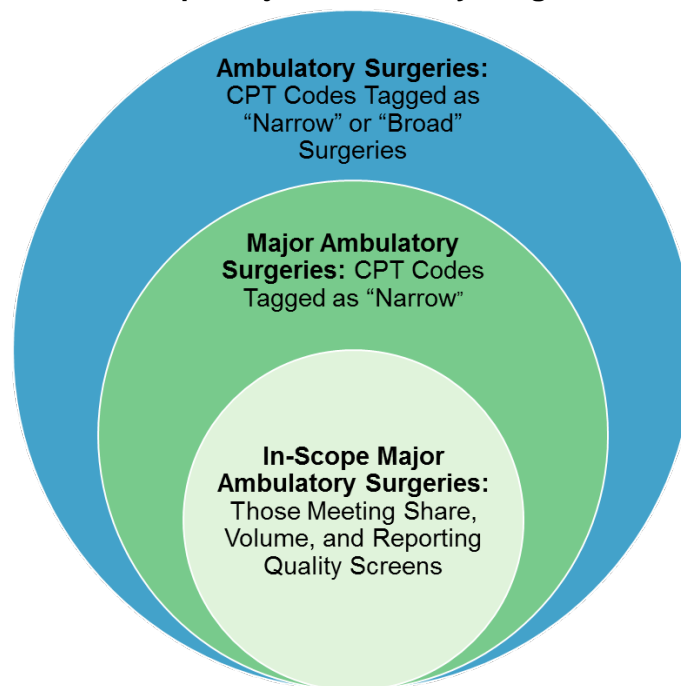 Ambulatory Surgeries:
CPT Codes Tagged as
“Narrow” or “Broad”
Surgeries
Major Ambulatory
Surgeries: CPT Codes
Tagged as “Narrow”
In-Scope Major
Ambulatory Surgeries:
Those Meeting Share,
Volume, and Reporting
Quality Screens